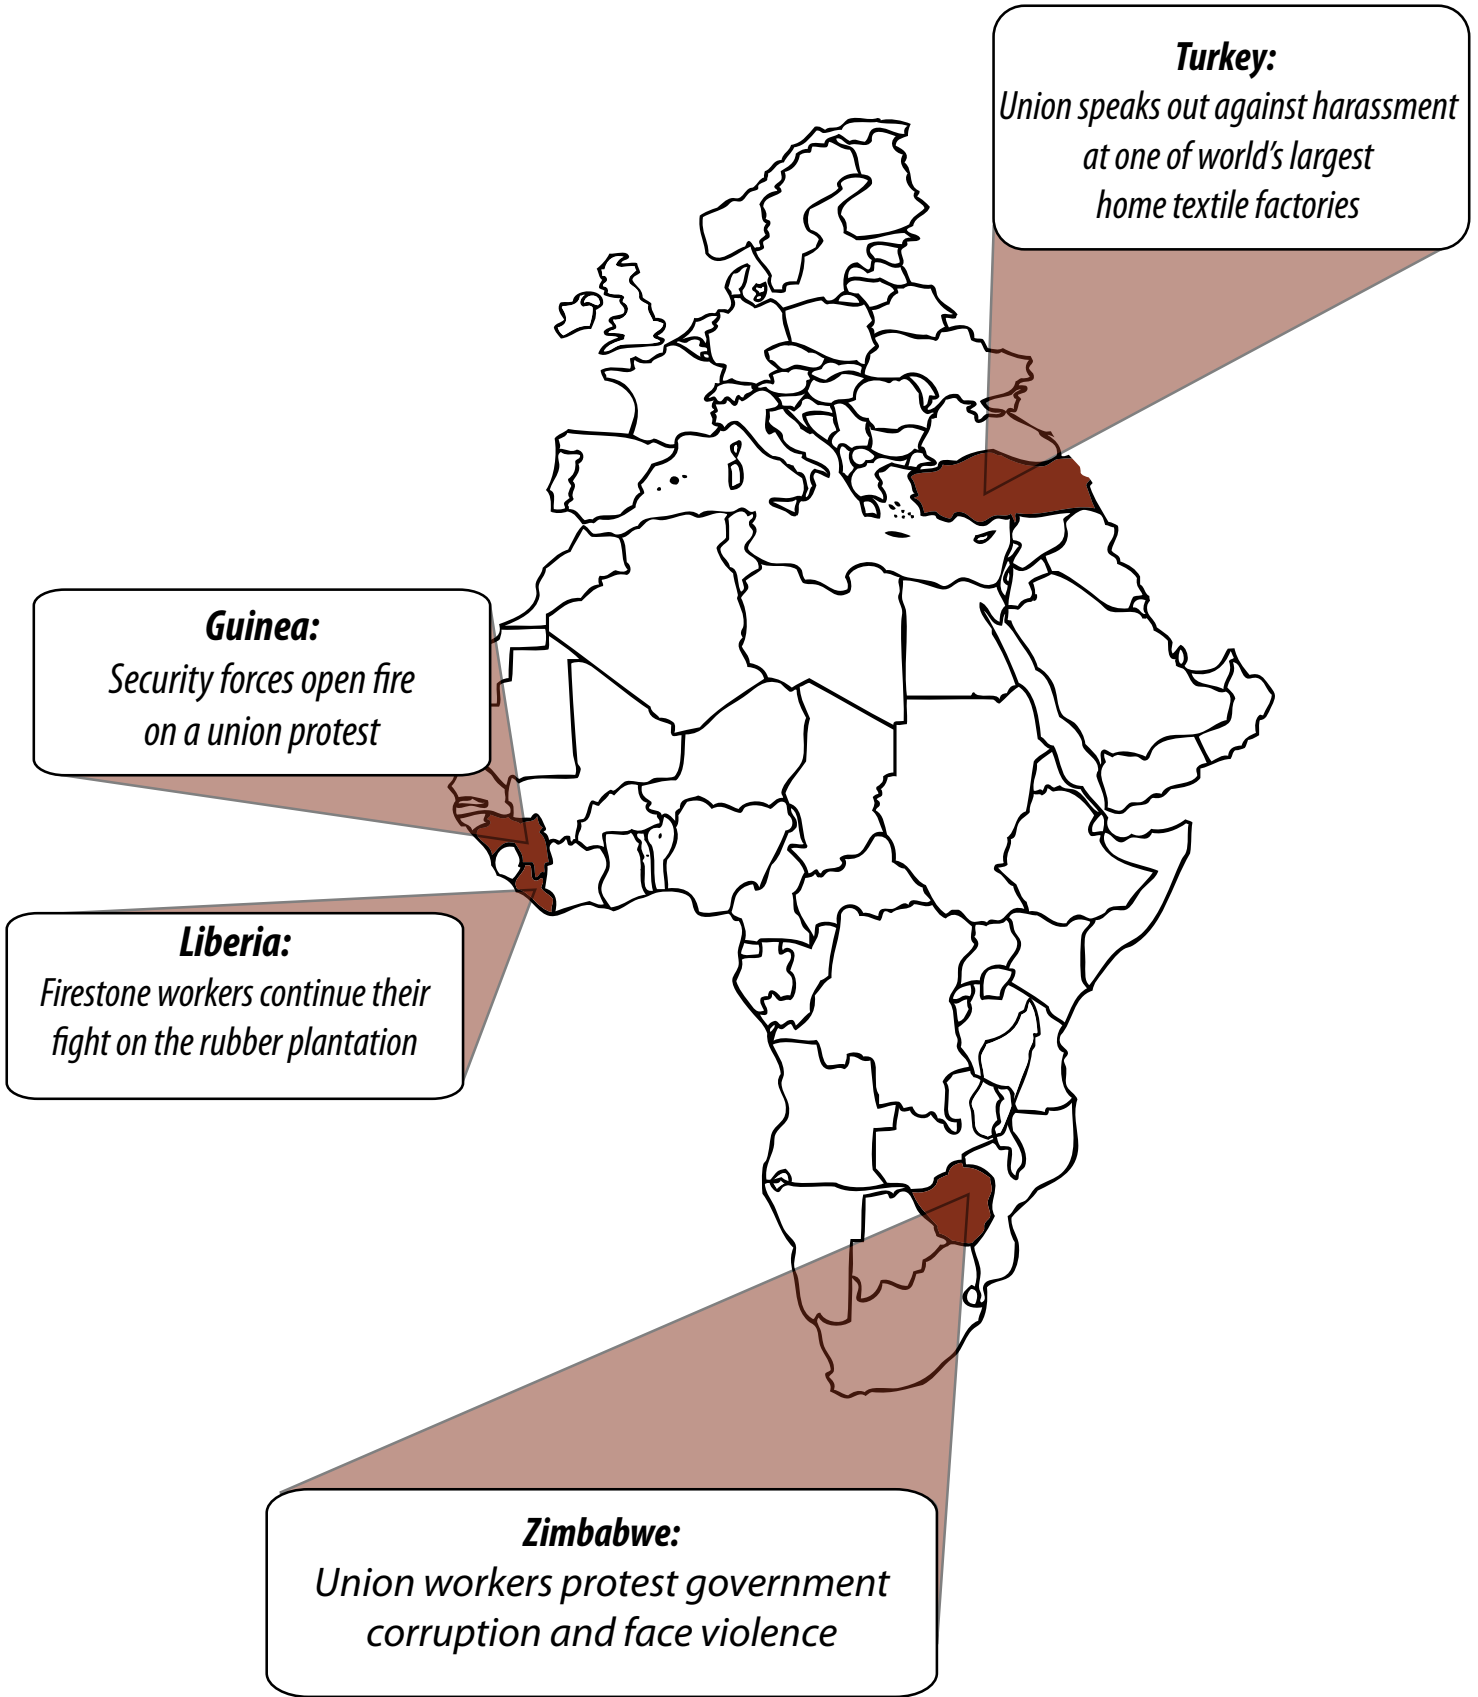 Turkey:
Union speaks out against harassment
at one of world's largest
home textile factories
Guinea:
Security forces open fire
on a union protest
Liberia:
Firestone workers continue their
fight on the rubber plantation
Zimbabwe:
Union workers protest government
corruption and face violence